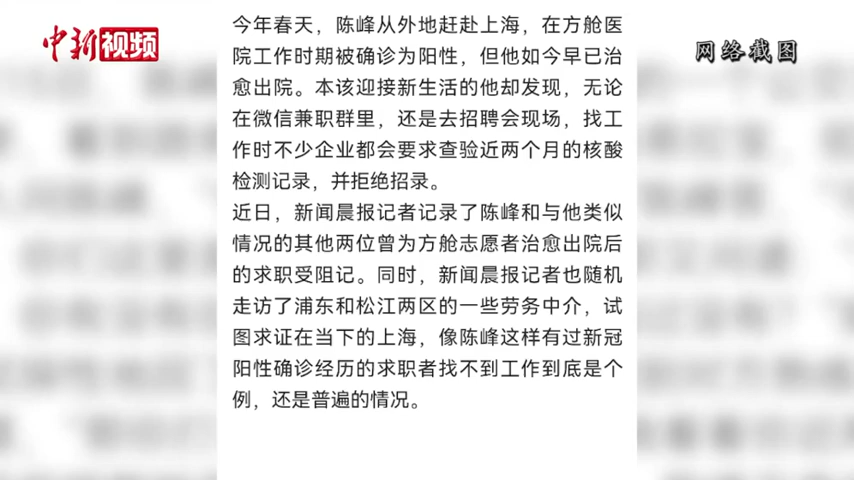 中新视频
网络截图
今年春天，陈峰从外地赶赴上海，在方舱医
院工作时期被确诊为阳性，但他如今早已治
愈出院。本该迎接新生活的他却发现，无论
在微信兼职群里，还是去招聘会现场，找工
作时不少企业都会要求查验近两个月的核酸
检测记录，并拒绝招录。
近日，新闻晨报记者记录了陈峰和与他类似
情况的其他两位曾为方舱志愿者治愈出院后
的求职受阻记。同时，新闻晨报记者也随机
走访了浦东和松江两区的一些劳务中介，试
图求证在当下的上海，像陈峰这样有过新冠
阳性确诊经历的求职者找不到工作到底是个
例，还是普遍的情况。